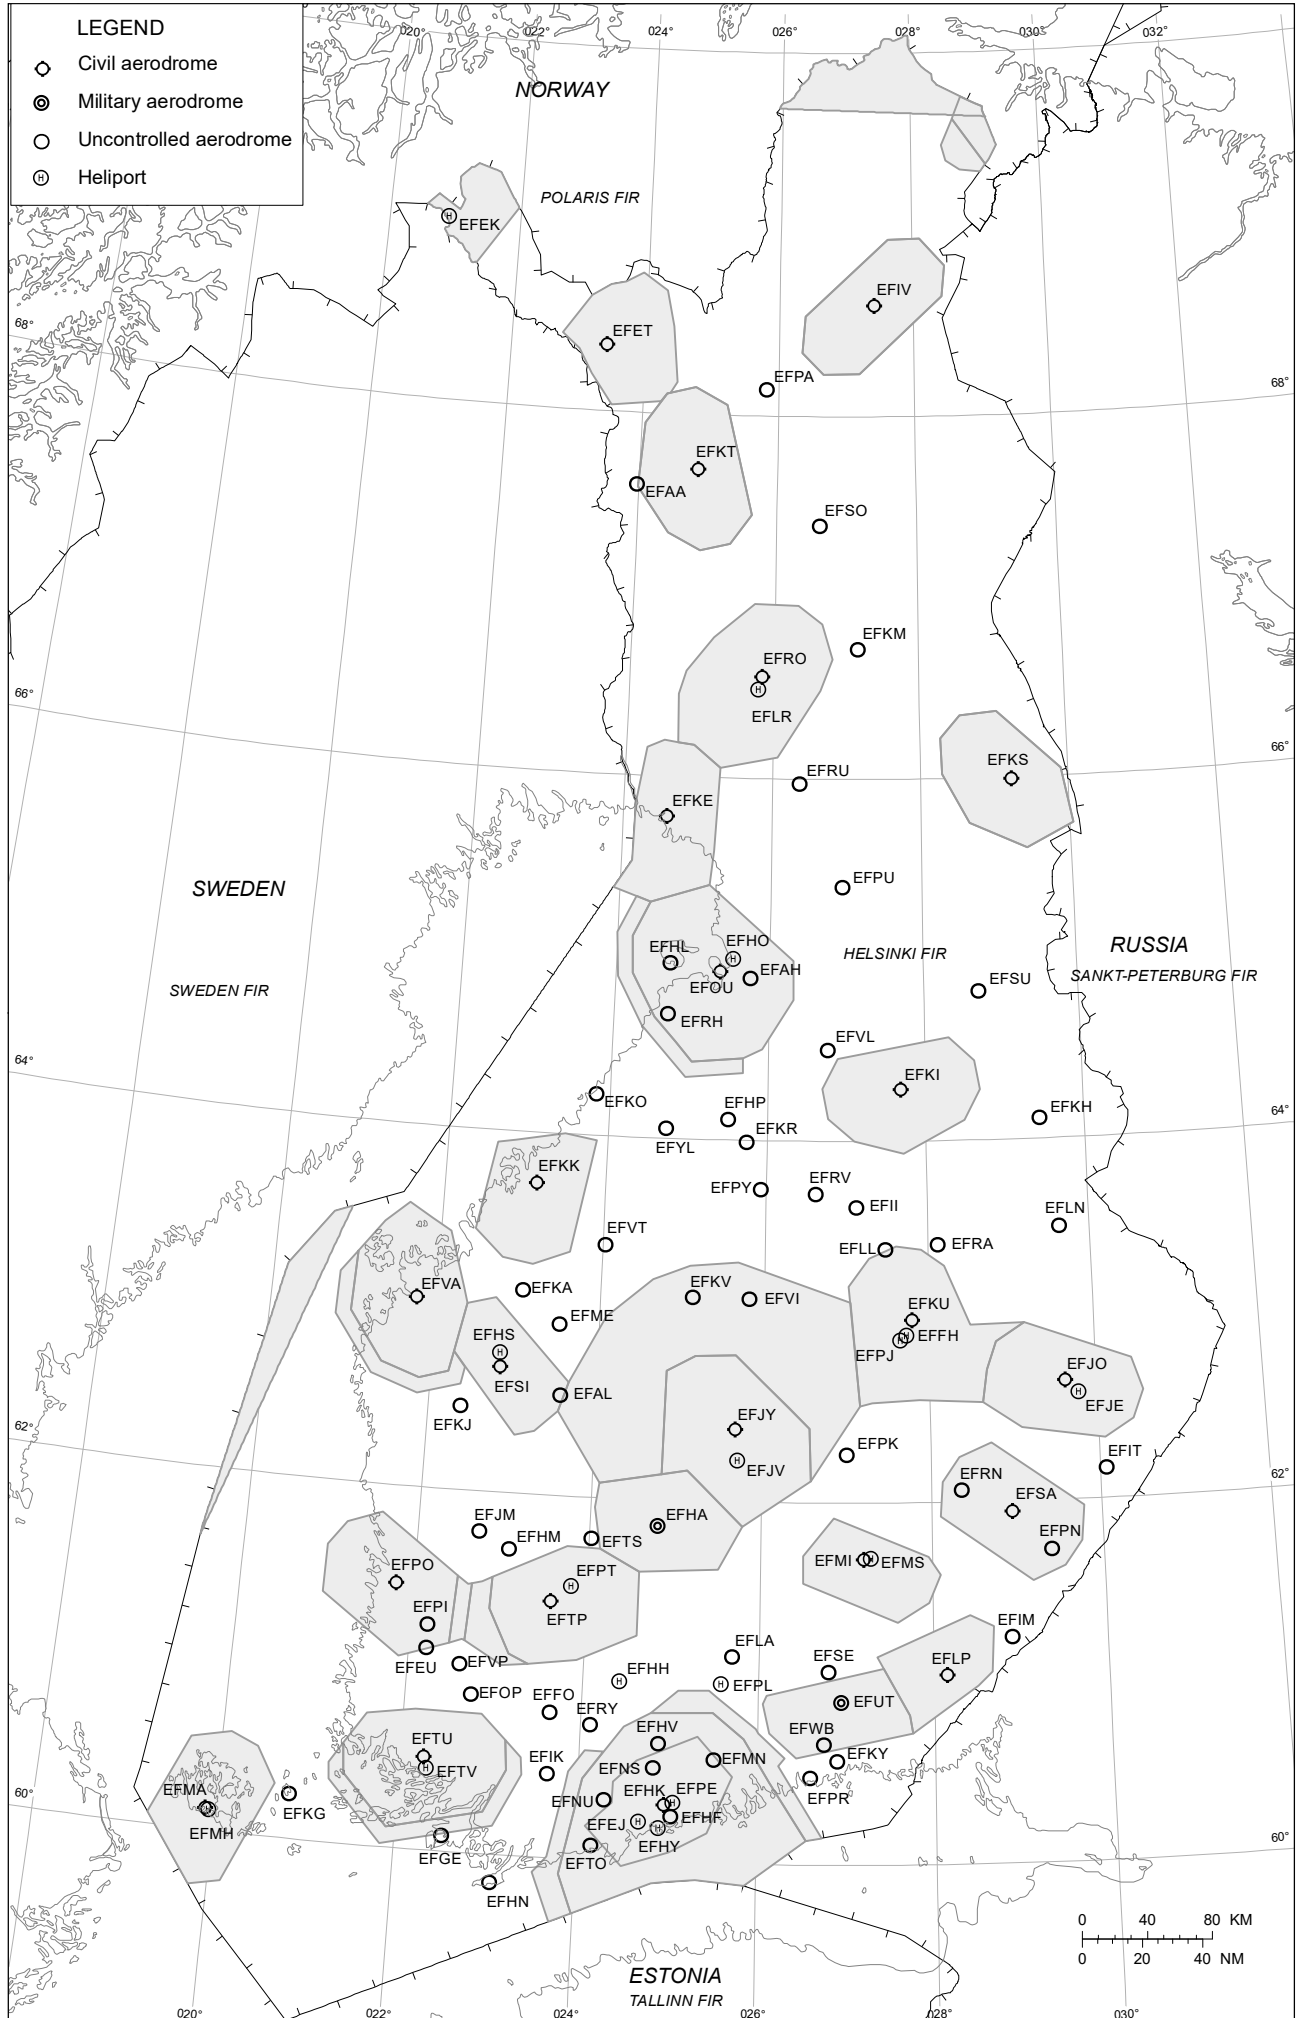 LEGEND
Civil aerodrome
Military aerodrome
Uncontrolled aerodrome
Heliport
020°
022°
024°
026°
028°
030°
032°
NORWAY
POLARIS FIR
H
EFEK
EFIV
EFET
68°
EFPA
68°
EFKT
EFAA
EFSO
EFKM
EFRO
H
EFLR
66°
66°
EFKS
EFRU
EFKE
SWEDEN
EFPU
EFHL
EFHO
H
HELSINKI FIR
RUSSIA
SANKT-PETERBURG FIR
EFAH
EFOU
SWEDEN FIR
EFSU
EFRH
EFVL
64°
EFKI
EFKO
EFHP
EFKH
64°
EFKR
EFYL
EFKK
EFPY
EFRV
EFII
EFLN
EFVT
EFLL
EFRA
EFVA
EFKA
EFKV
EFVI
EFKU
EFME
EFHS
H
H
EFFH
H
EFPJ
EFJO
EFSI
EFAL
H
EFJE
EFKJ
62°
EFJY
EFPK
EFJV
H
EFIT
62°
EFRN
EFSA
EFJM
EFHA
EFHM
EFTS
EFPN
EFMI
H
EFMS
EFPO
EFPT
H
EFPI
EFTP
EFIM
EFEU
EFVP
EFLA
EFSE
EFLP
EFHH
H
H
EFPL
EFOP
EFFO
EFRY
EFUT
EFHV
EFWB
EFTU
EFIK
EFNS
EFMN
EFKY
H
EFTV
60°
EFMA
H
EFMH
H
EFKG
EFNU
EFHK
EFPE
H
EFPR
EFEJ
H
EFHF
H
EFHY
EFGE
EFTO
60°
EFHN
0 40 80 KM
0 20 40 NM
ESTONIA
TALLINN FIR
020°
022°
024°
026°
028°
030°